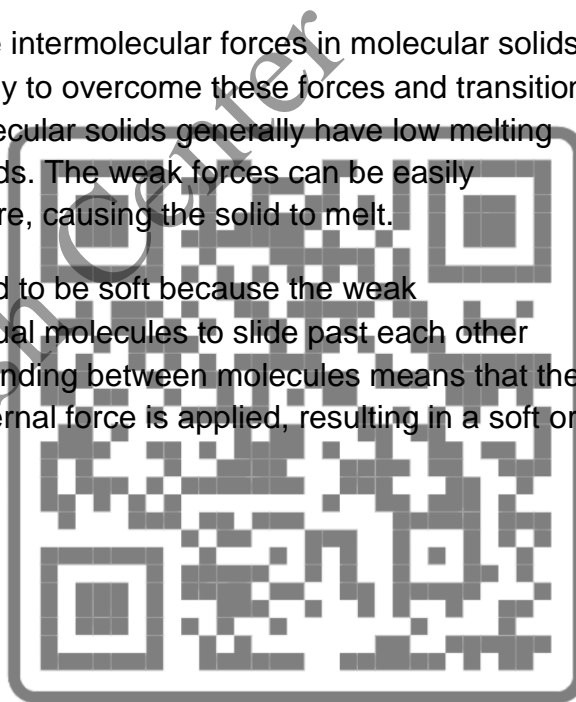 intermolecular forces in molecular solids
y to overcome these forces and transition
ecular solids generally have low melting
ds. The weak forces can be easily
re, causing the solid to melt.
d to be soft because the weak
ual molecules to slide past each other
nding between molecules means that the
ernal force is applied, resulting in a soft or
Center